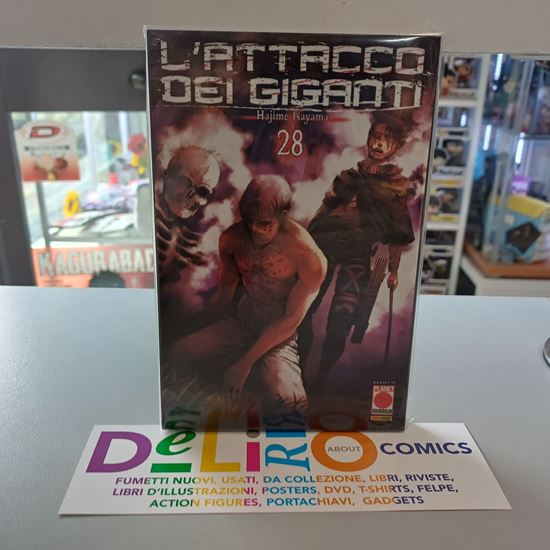 L'ATTACCO
DEI GIGANTI
Hajime Isayama
28
KAGURABAC
PLANET
MANGA
DeLiRiO
ABOUT
COMICS
FUMETTI NUOVI, USATI, DA COLLEZIONE, LIBRI, RIVISTE,
LIBRI D'ILLUSTRAZIONI, POSTERS, DVD, T-SHIRTS, FELPE,
ACTION FIGURES, PORTACHIAVI, GADGETS